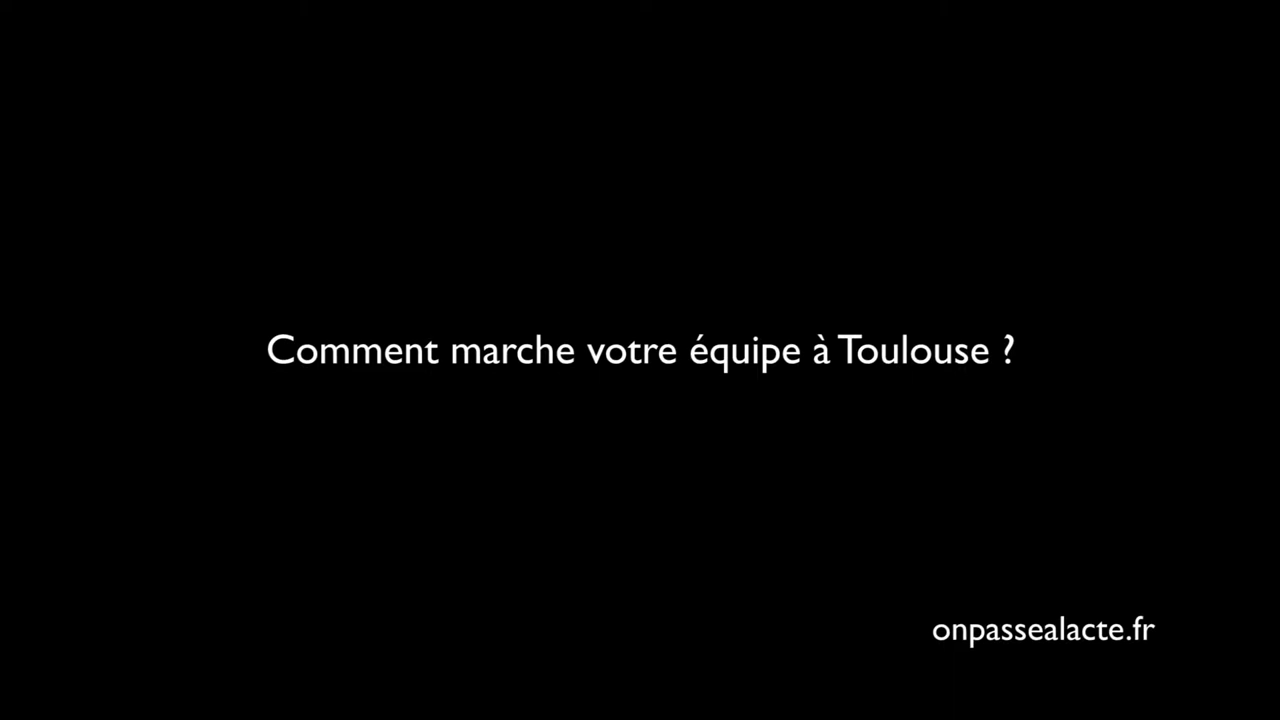 Comment marche votre équipe à Toulouse ?
onpassealacte.fr